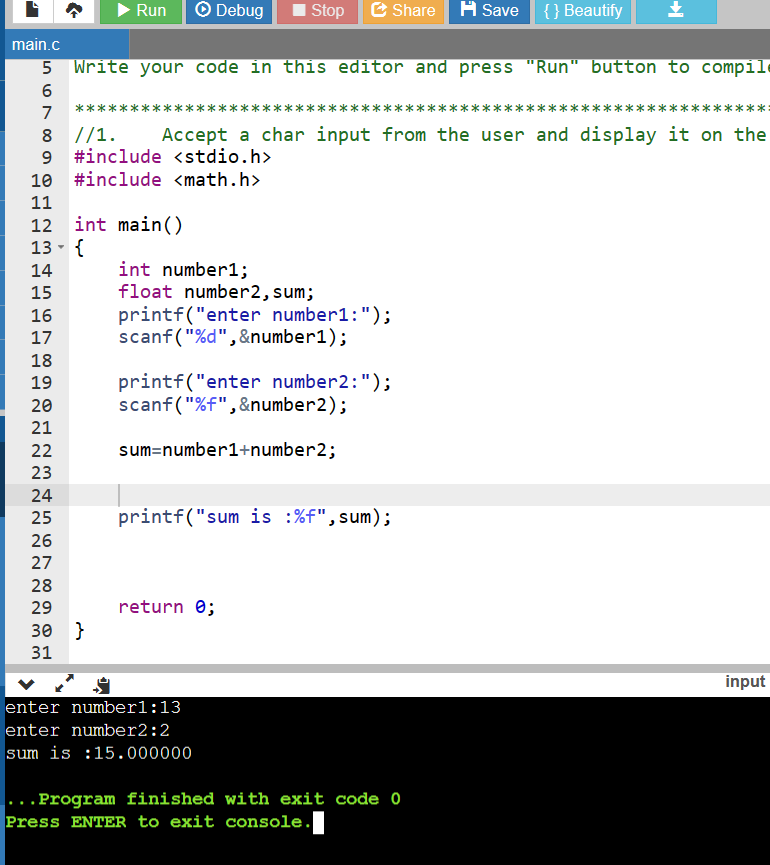 Run Debug Stop Share Save { } Beautify
main.c
5 Write your code in this editor and press "Run" button to compile
6
7 *******************************************************************
8 //1.    Accept a char input from the user and display it on the
9 #include <stdio.h>
10 #include <math.h>
11
12 int main()
13 {
14     int number1;
15     float number2,sum;
16     printf("enter number1:");
17     scanf("%d",&number1);
18
19     printf("enter number2:");
20     scanf("%f",&number2);
21
22     sum=number1+number2;
23
24
25     printf("sum is :%f",sum);
26
27
28
29     return 0;
30 }
31
input
enter number1:13
enter number2:2
sum is :15.000000
...Program finished with exit code 0
Press ENTER to exit console.